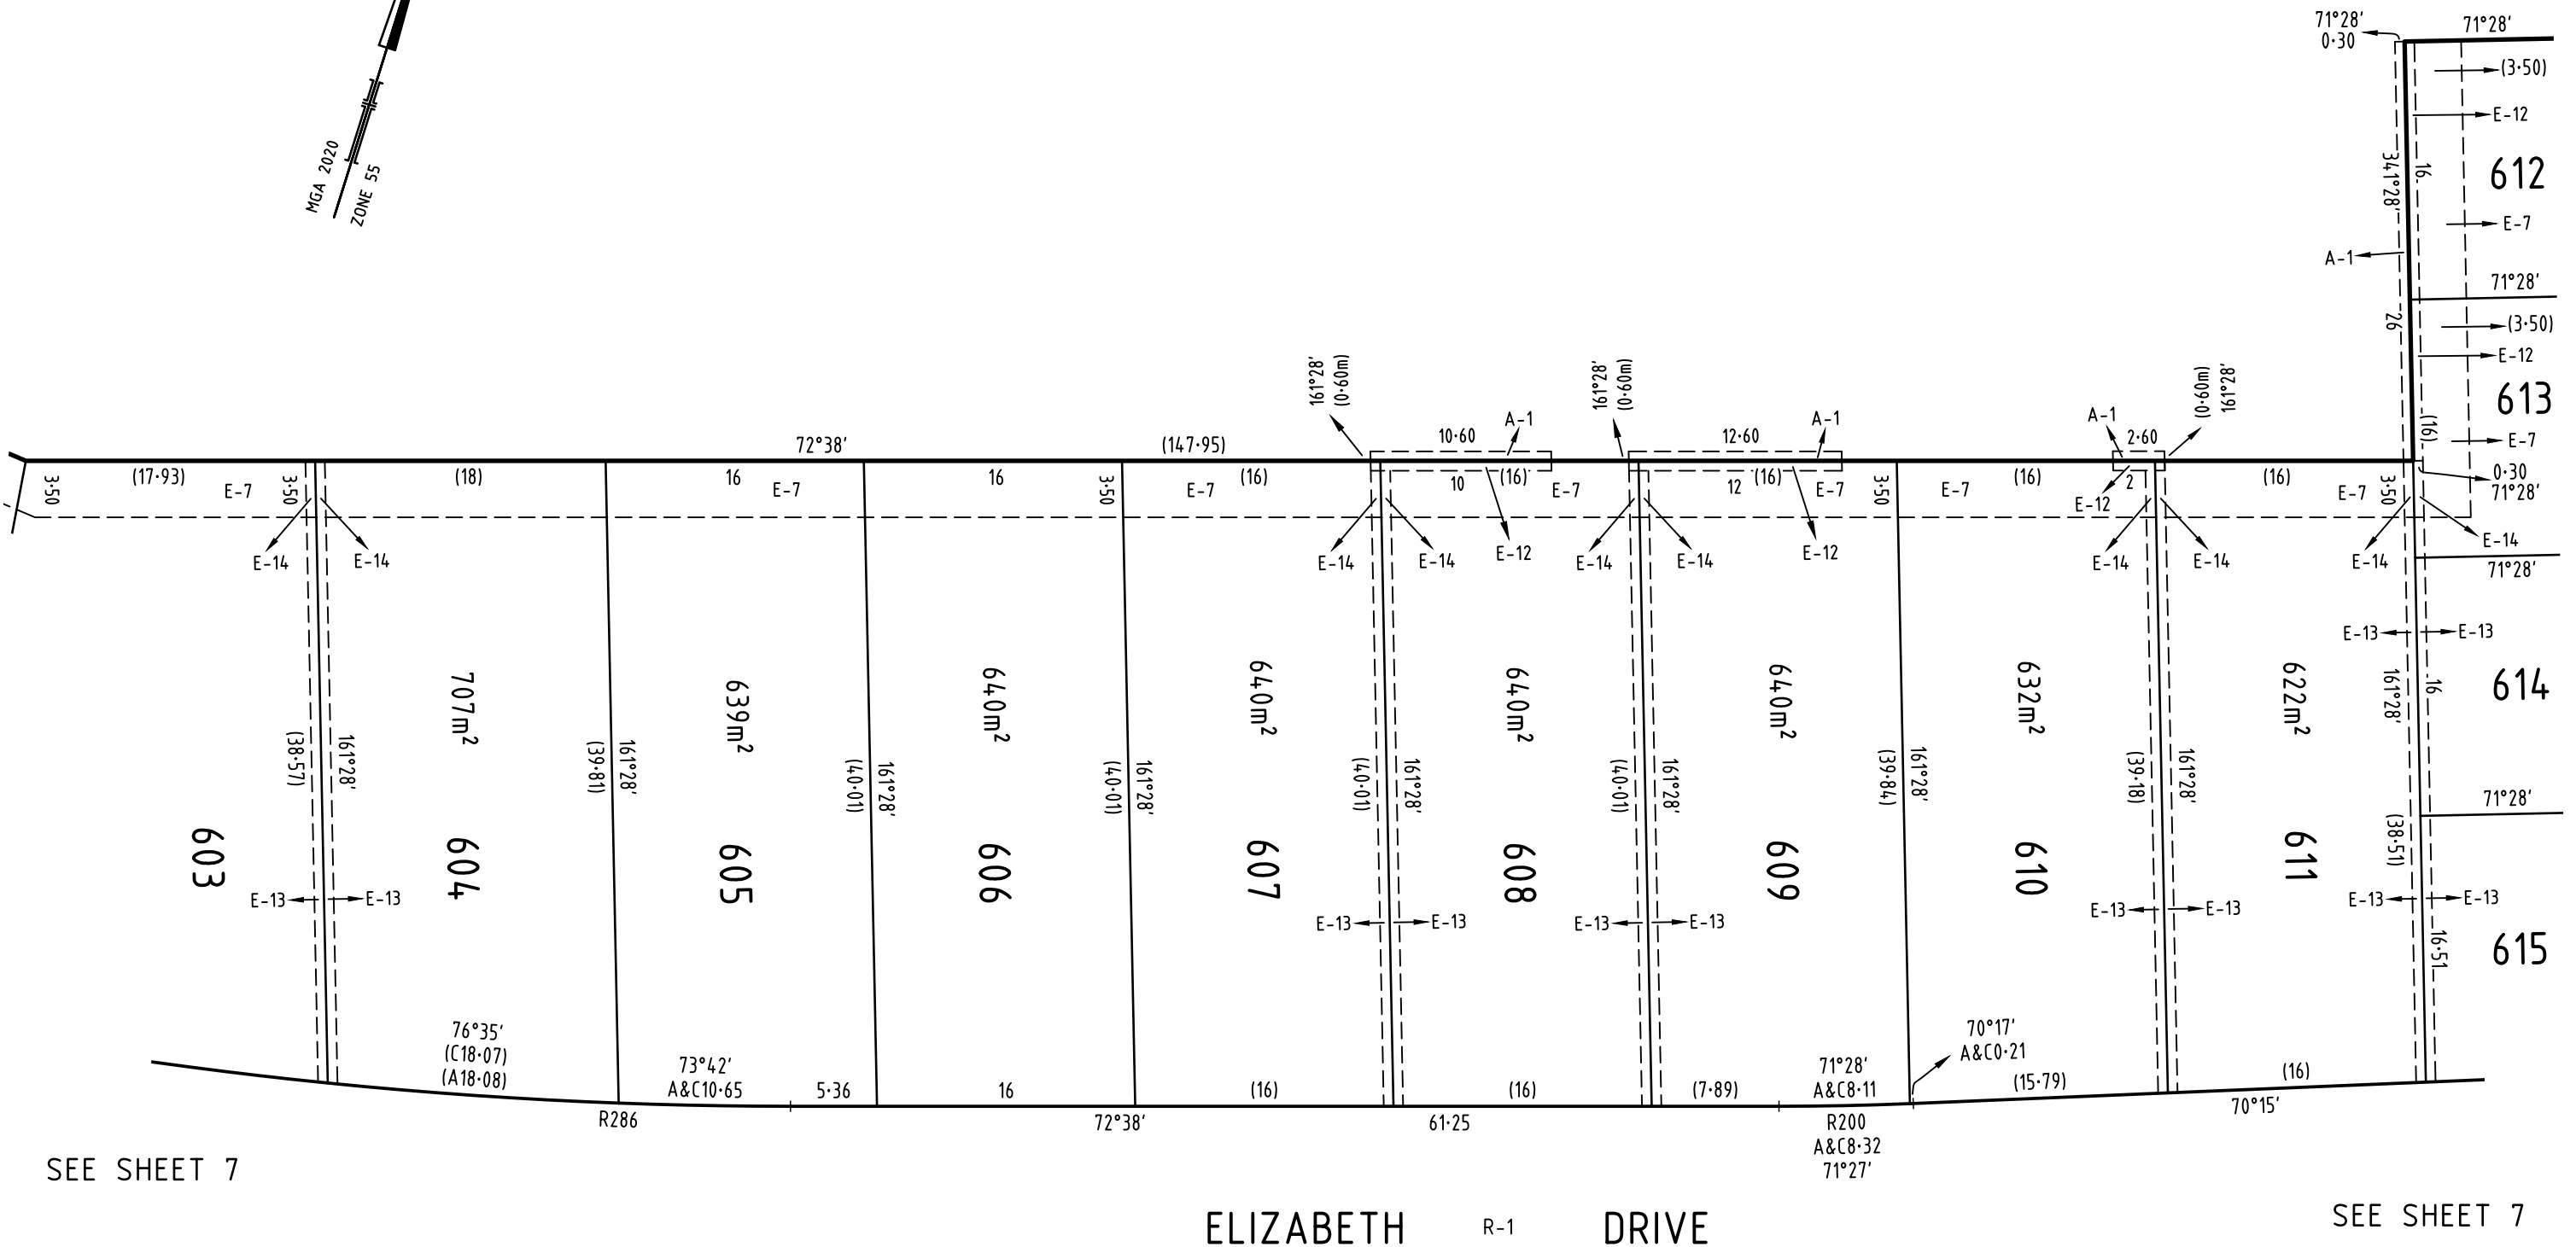 MGA 2020
ZONE 55
71°28'
0·30
71°28'
(3·50)
E-12
612
341°28'
16
E-7
A-1
71°28'
26
(3·50)
E-12
613
(16)
E-7
0·30
71°28'
161°28'
(0·60m)
161°28'
(0·60m)
(0·60m)
161°28'
72°38'
(147·95)
10·60
A-1
12·60
A-1
A-1
2·60
3·50
(17·93)
E-7
3·50
(18)
16
E-7
16
3·50
E-7
(16)
10
(16)
E-7
12
(16)
E-7
3·50
E-7
(16)
E-12
2
(16)
E-7
3·50
E-14
E-14
E-14
E-14
E-12
E-14
E-14
E-12
E-14
E-14
E-14
E-14
71°28'
E-13
E-13
614
707m²
639m²
640m²
640m²
640m²
640m²
632m²
622m²
161°28'
16
(38·57)
161°28'
(39·81)
161°28'
(40·01)
161°28'
(40·01)
161°28'
(40·01)
161°28'
(40·01)
161°28'
(39·84)
161°28'
(39·18)
161°28'
(38·51)
71°28'
603
604
605
606
607
608
609
610
611
E-13
E-13
E-13
E-13
E-13
E-13
E-13
E-13
E-13
E-13
16·51
615
76°35'
(C18·07)
(A18·08)
73°42'
A&C10·65
5·36
16
(16)
(16)
(7·89)
71°28'
A&C8·11
70°17'
A&C0·21
(15·79)
(16)
R286
72°38'
61·25
R200
A&C8·32
71°27'
70°15'
SEE SHEET 7
ELIZABETH R-1 DRIVE
SEE SHEET 7